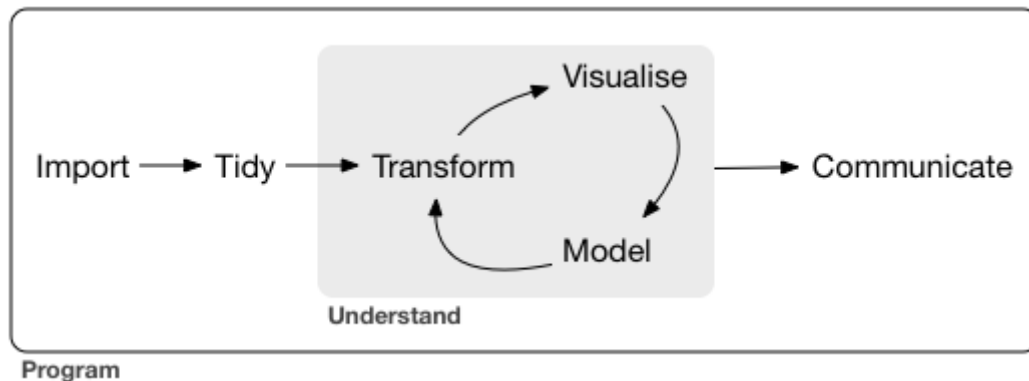 Visualise
Import Tidy Transform Communicate
Model
Understand
Program